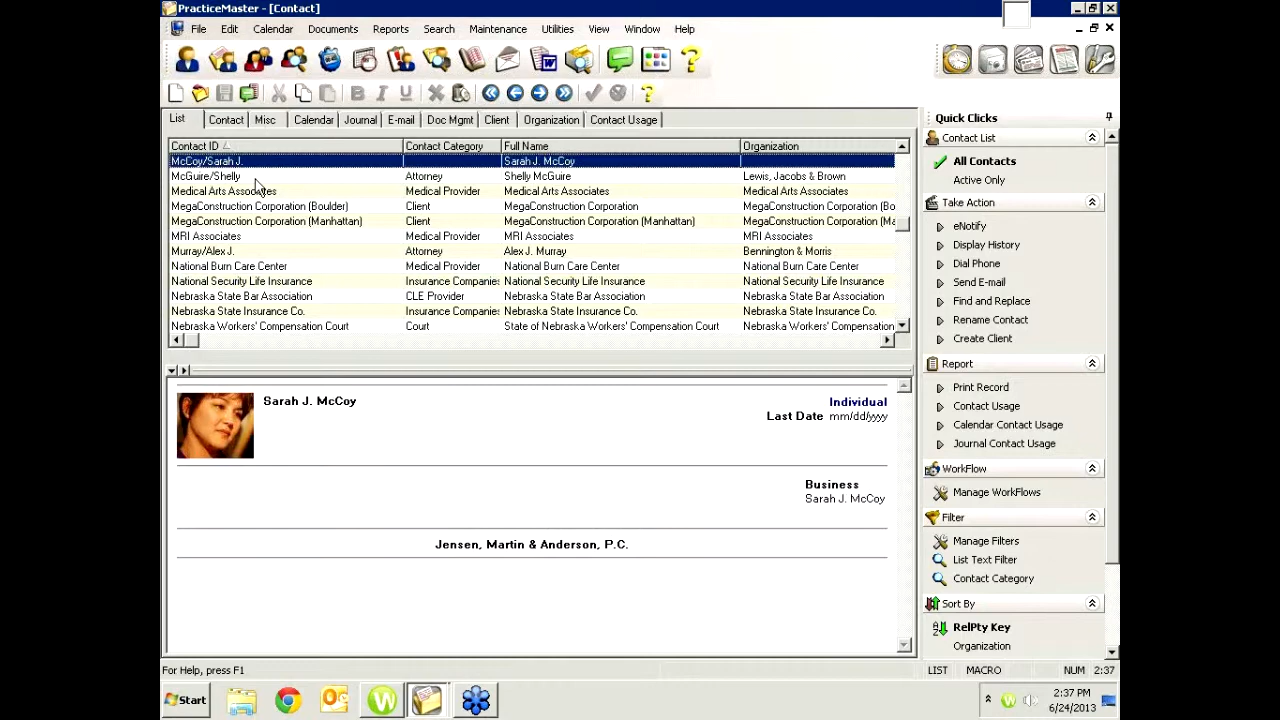 PracticeMaster - [Contact]
File Edit Calendar Documents Reports Search Maintenance Utilities View Window Help
List Contact Misc Calendar Journal E-mail Doc Mgmt Client Organization Contact Usage
Contact ID Contact Category Full Name Organization
McCoy/Sarah J. Sarah J. McCoy
McGuire/Shelly Attorney Shelly McGuire Lewis, Jacobs & Brown
Medical Arts Associates Medical Provider Medical Arts Associates Medical Arts Associates
MegaConstruction Corporation (Boulder) Client MegaConstruction Corporation MegaConstruction Corporation (Bo
MegaConstruction Corporation (Manhattan) Client MegaConstruction Corporation (Manhattan) MegaConstruction Corporation (Ma
MRI Associates Medical Provider MRI Associates MRI Associates
Murray/Alex J. Attorney Alex J. Murray Bennington & Morris
National Burn Care Center Medical Provider National Burn Care Center National Burn Care Center
National Security Life Insurance Insurance Companies National Security Life Insurance National Security Life Insurance
Nebraska State Bar Association CLE Provider Nebraska State Bar Association Nebraska State Bar Association
Nebraska State Insurance Co. Insurance Companies Nebraska State Insurance Co. Nebraska State Insurance Co.
Nebraska Workers' Compensation Court Court State of Nebraska Workers' Compensation Court Nebraska Workers' Compensation
Sarah J. McCoy Individual
Last Date mm/dd/yyyy
Business
Sarah J. McCoy
Jensen, Martin & Anderson, P.C.
Quick Clicks
Contact List
All Contacts
Active Only
Take Action
eNotify
Display History
Dial Phone
Send E-mail
Find and Replace
Rename Contact
Create Client
Report
Print Record
Contact Usage
Calendar Contact Usage
Journal Contact Usage
WorkFlow
Manage WorkFlows
Filter
Manage Filters
List Text Filter
Contact Category
Sort By
RelPty Key
Organization
For Help, press F1 LIST MACRO NUM 2:37
Start 2:37 PM
6/24/2013